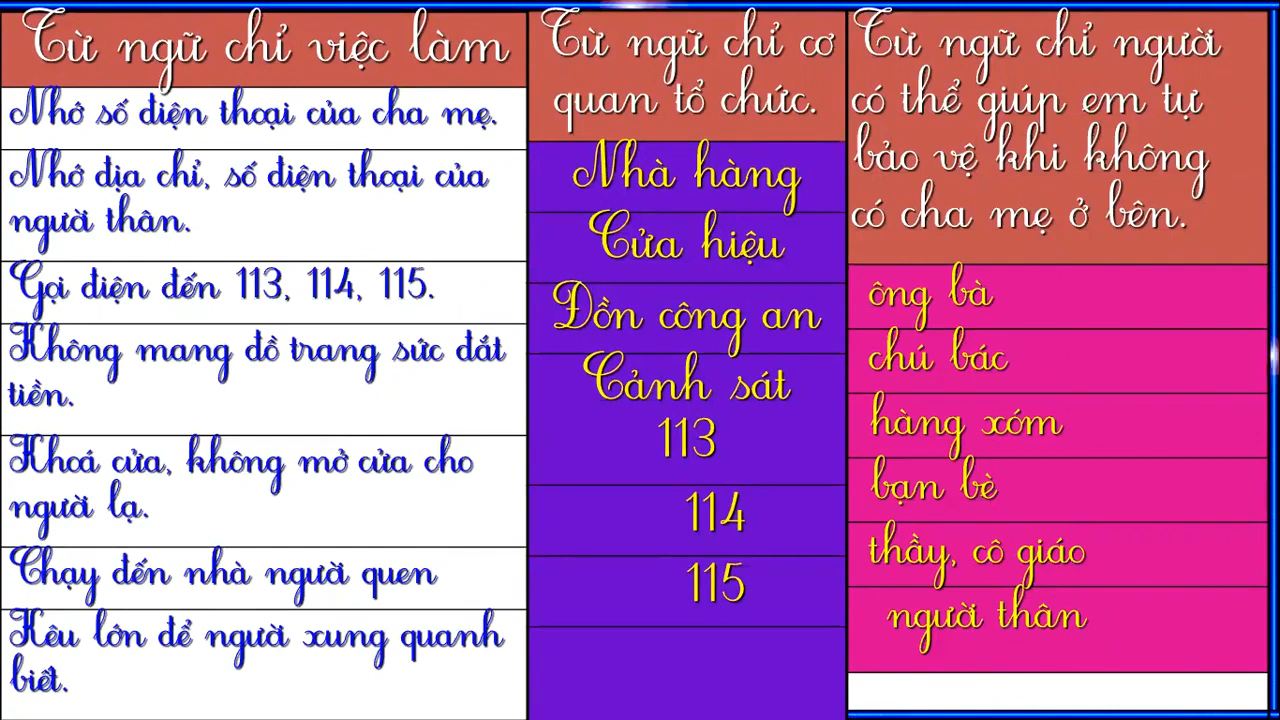 Từ ngữ chỉ việc làm
Nhớ số điện thoại của cha mẹ.
Nhớ địa chỉ, số điện thoại của
người thân.
Gọi điện đến 113, 114, 115.
Không mang đồ trang sức đắt
tiền.
Khoá cửa, không mở cửa cho
người lạ.
Chạy đến nhà người quen
Kêu lớn để người xung quanh
biết.
Từ ngữ chỉ cơ
quan tổ chức.
Nhà hàng
Cửa hiệu
Đồn công an
Cảnh sát
113
114
115
Từ ngữ chỉ người
có thể giúp em tự
bảo vệ khi không
có cha mẹ ở bên.
ông bà
chú bác
hàng xóm
bạn bè
thầy, cô giáo
người thân